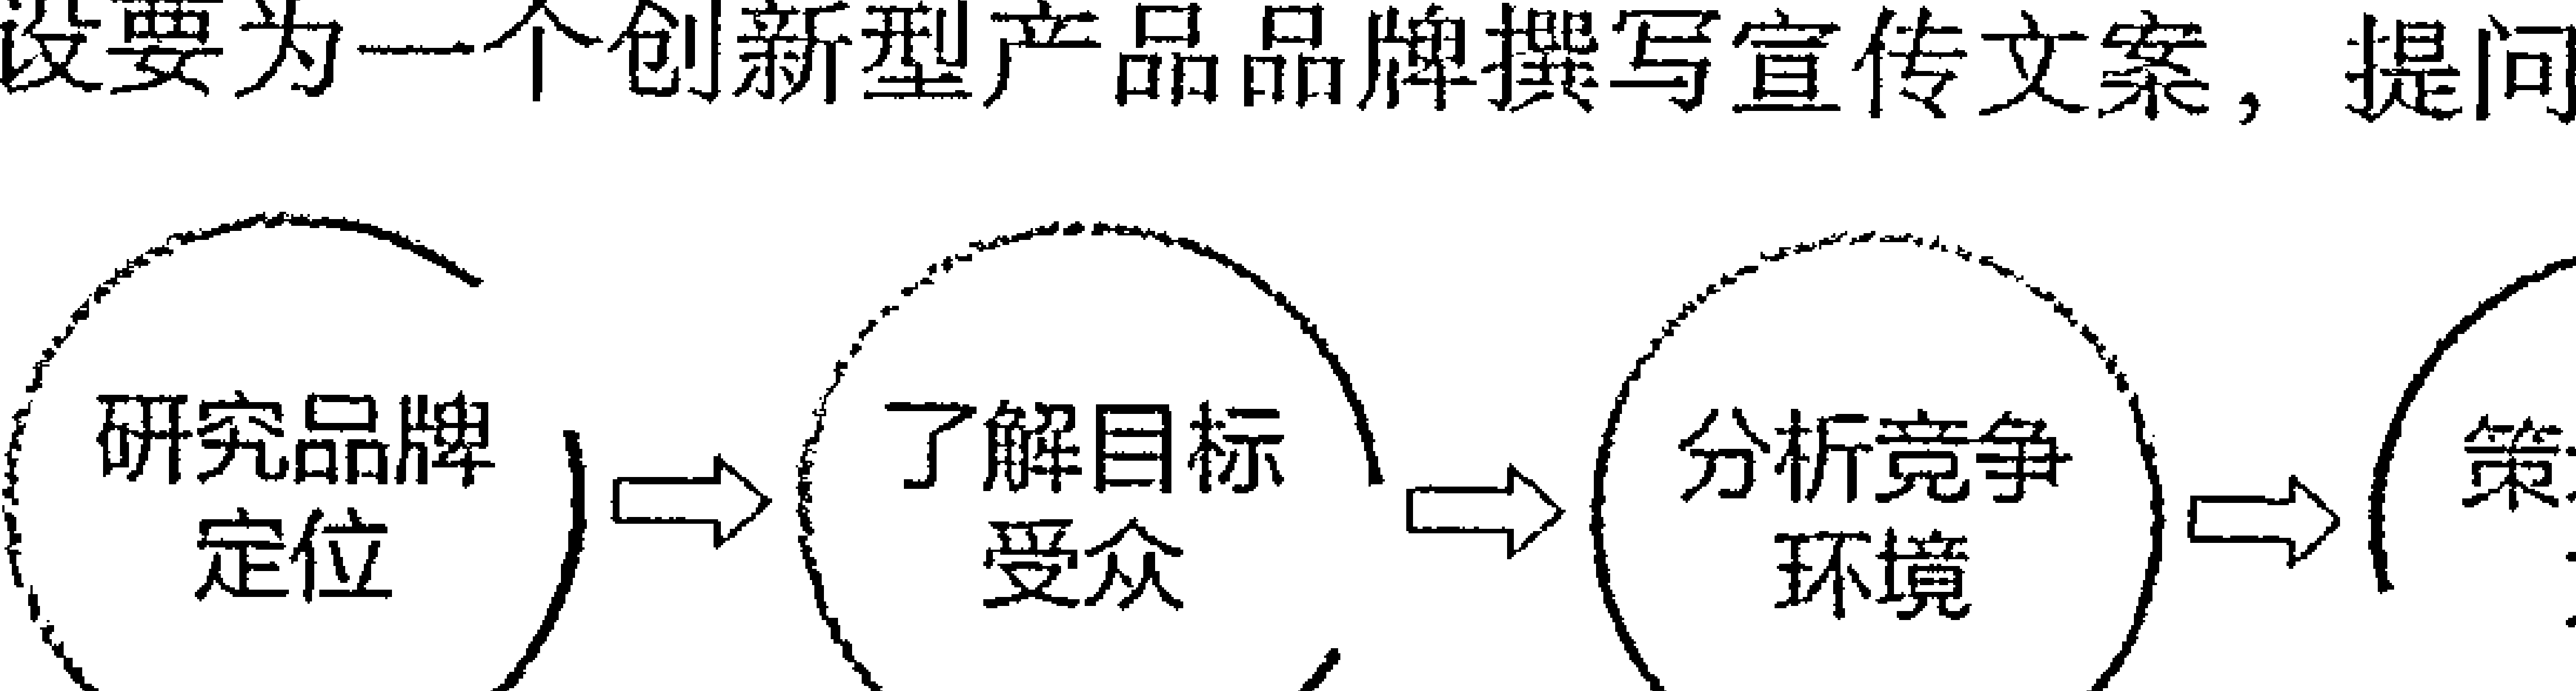 设要为一个创新型产品品牌撰写宣传文案，提问
研究品牌
定位
了解目标
受众
分析竞争
环境
策